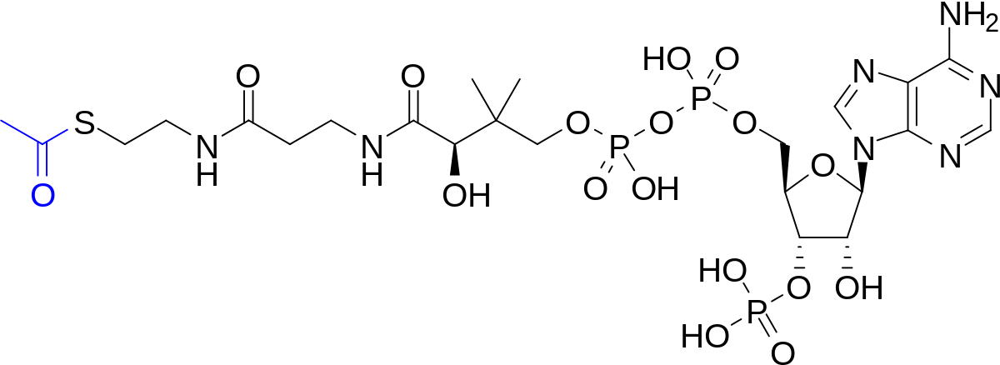 NH2
HO O
O O N N
S O P
O O N N
N N P
H H O
O OH O OH
HO
O OH
P
HO
O